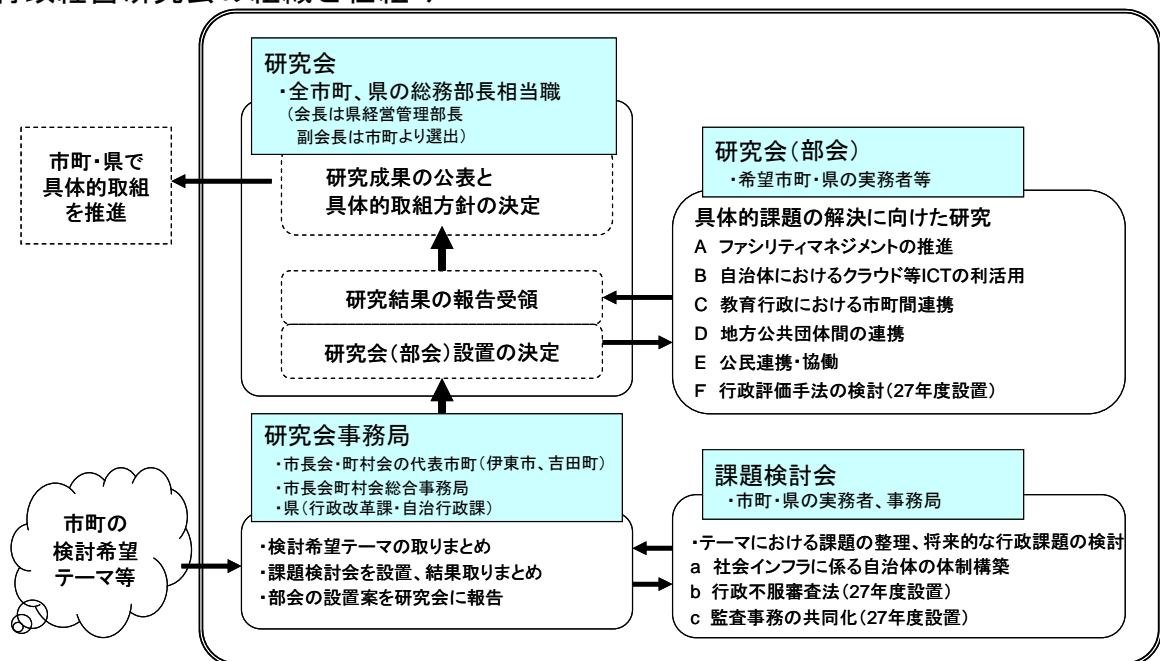 研究会
・全市町、県の総務部長相当職
（会長は県経営管理部長
副会長は市町より選出）
研究成果の公表と
具体的取組方針の決定
研究結果の報告受領
研究会（部会）設置の決定
市町・県で
具体的取組
を推進
研究会（部会）
・希望市町・県の実務者等
具体的課題の解決に向けた研究
A ファシリティマネジメントの推進
B 自治体におけるクラウド等ICTの利活用
C 教育行政における市町間連携
D 地方公共団体間の連携
E 公民連携・協働
F 行政評価手法の検討（27年度設置）
研究会事務局
・市長会・町村会の代表市町（伊東市、吉田町）
・市長会町村会総合事務局
・県（行政改革課・自治行政課）
・検討希望テーマの取りまとめ
・課題検討会を設置、結果取りまとめ
・部会の設置案を研究会に報告
市町の
検討希望
テーマ等
課題検討会
・市町・県の実務者、事務局
・テーマにおける課題の整理、将来的な行政課題の検討
a 社会インフラに係る自治体の体制構築
b 行政不服審査法（27年度設置）
c 監査事務の共同化（27年度設置）